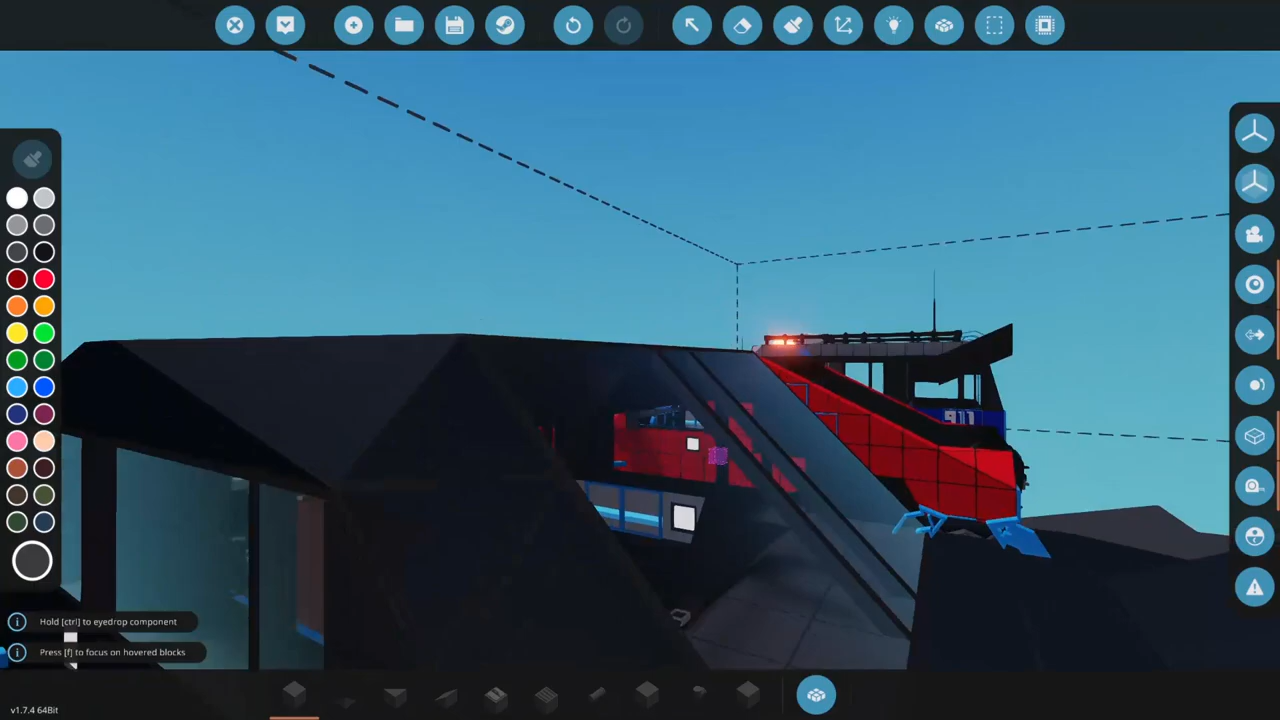 911
Hold [ctrl] to eyedrop component
Press [f] to focus on hovered blocks
v1.7.4 64Bit